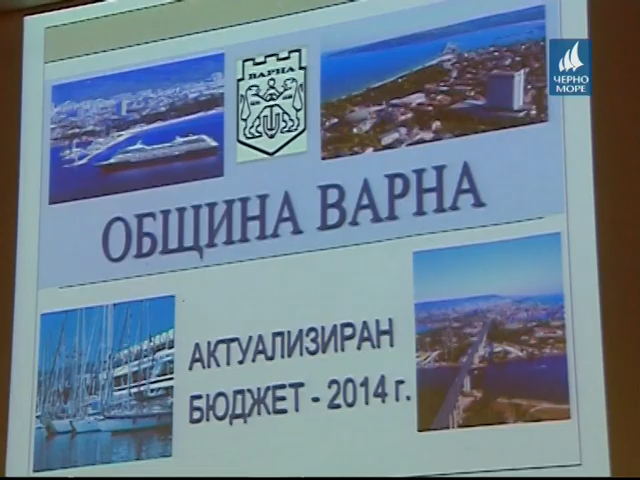 ВАРНА
ЧЕРНО
МОРЕ
ОБЩИНА ВАРНА
АКТУАЛИЗИРАН
БЮДЖЕТ - 2014 г.